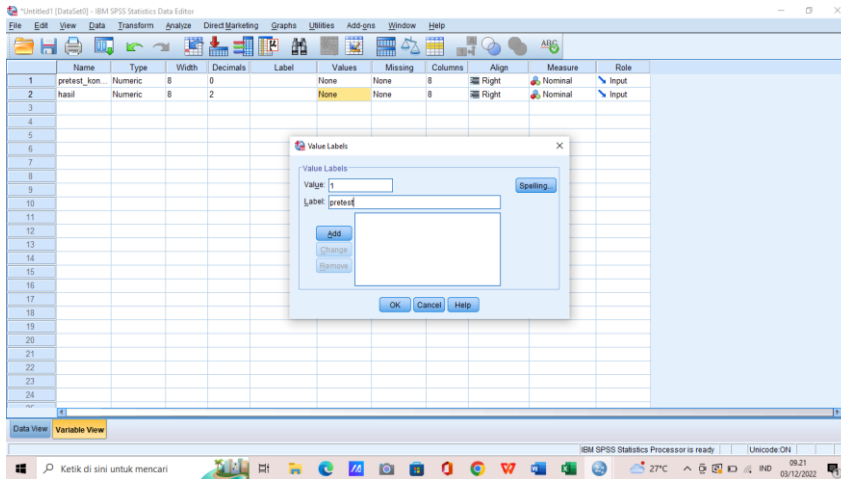 *Untitled1 [DataSet0] - IBM SPSS Statistics Data Editor
File Edit View Data Transform Analyze Direct Marketing Graphs Utilities Add-ons Window Help
Name Type Width Decimals Label Values Missing Columns Align Measure Role
1 pretest_kon... Numeric 8 0 None None 8 Right Nominal Input
2 hasil Numeric 8 2 None None 8 Right Nominal Input
3
4
5
6
7
8
9
10
11
12
13
14
15
16
17
18
19
20
21
22
23
24
Value Labels
Value Labels
Value: 1
Spelling...
Label: pretest
Add
Change
Remove
OK Cancel Help
Data View Variable View
IBM SPSS Statistics Processor is ready Unicode:ON
Ketik di sini untuk mencari
27°C IND 09.21
03/12/2022